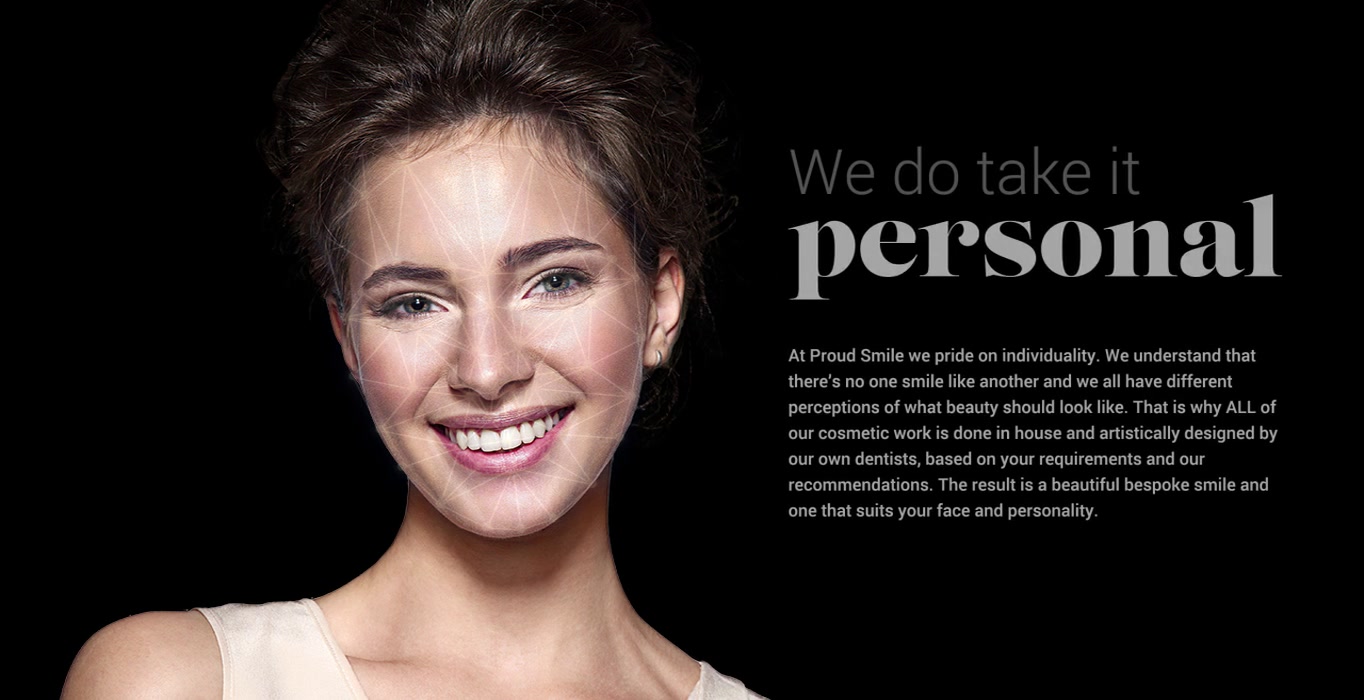 We do take it
personal
At Proud Smile we pride on individuality. We understand that
there's no one smile like another and we all have different
perceptions of what beauty should look like. That is why ALL of
our cosmetic work is done in house and artistically designed by
our own dentists, based on your requirements and our
recommendations. The result is a beautiful bespoke smile and
one that suits your face and personality.